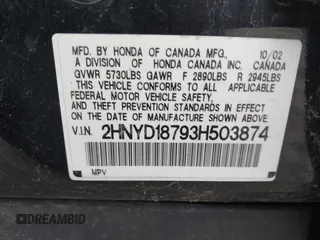 MFD. BY HONDA OF CANADA MFG., 10/02
A DIVISION OF HONDA CANADA INC. CANADA
GVWR 5730LBS GAWR F 2890LBS R 2945LBS
THIS VEHICLE CONFORMS TO ALL APPLICABLE
FEDERAL MOTOR VEHICLE SAFETY AND
THEFT PREVENTION STANDARDS IN EFFECT ON
THE DATE OF MANUFACTURE SHOWN ABOVE.
V.I.N. 2HNYD18793H503874
MPV
DREAMBID